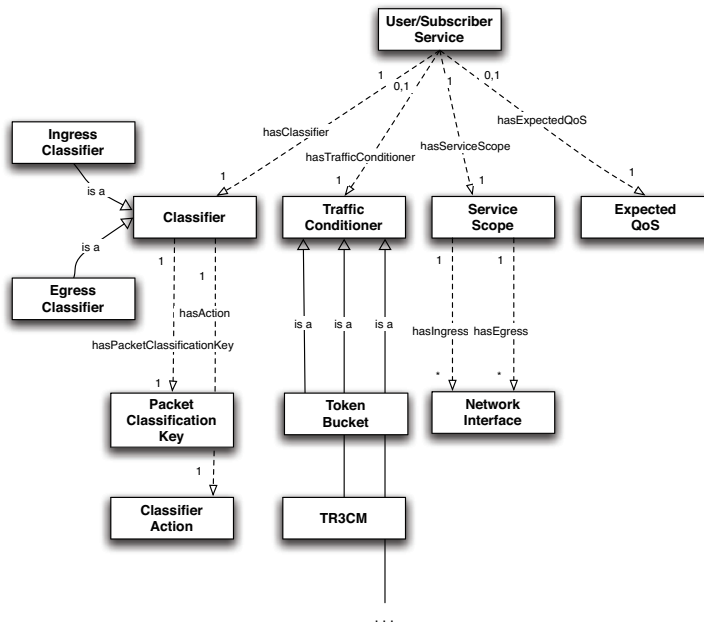 User/Subscriber
Service
1
0,1
1
0,1
hasClassifier
hasTrafficConditioner
hasServiceScope
hasExpectedQoS
1
1
1
1
Ingress
Classifier
is a
Classifier
Traffic
Conditioner
Service
Scope
Expected
QoS
is a
Egress
Classifier
1
1
1
1
hasAction
hasPacketClassificationKey
is a
is a
is a
hasIngress
hasEgress
1
*
*
Packet
Classification
Key
Token
Bucket
Network
Interface
1
Classifier
Action
TR3CM
...